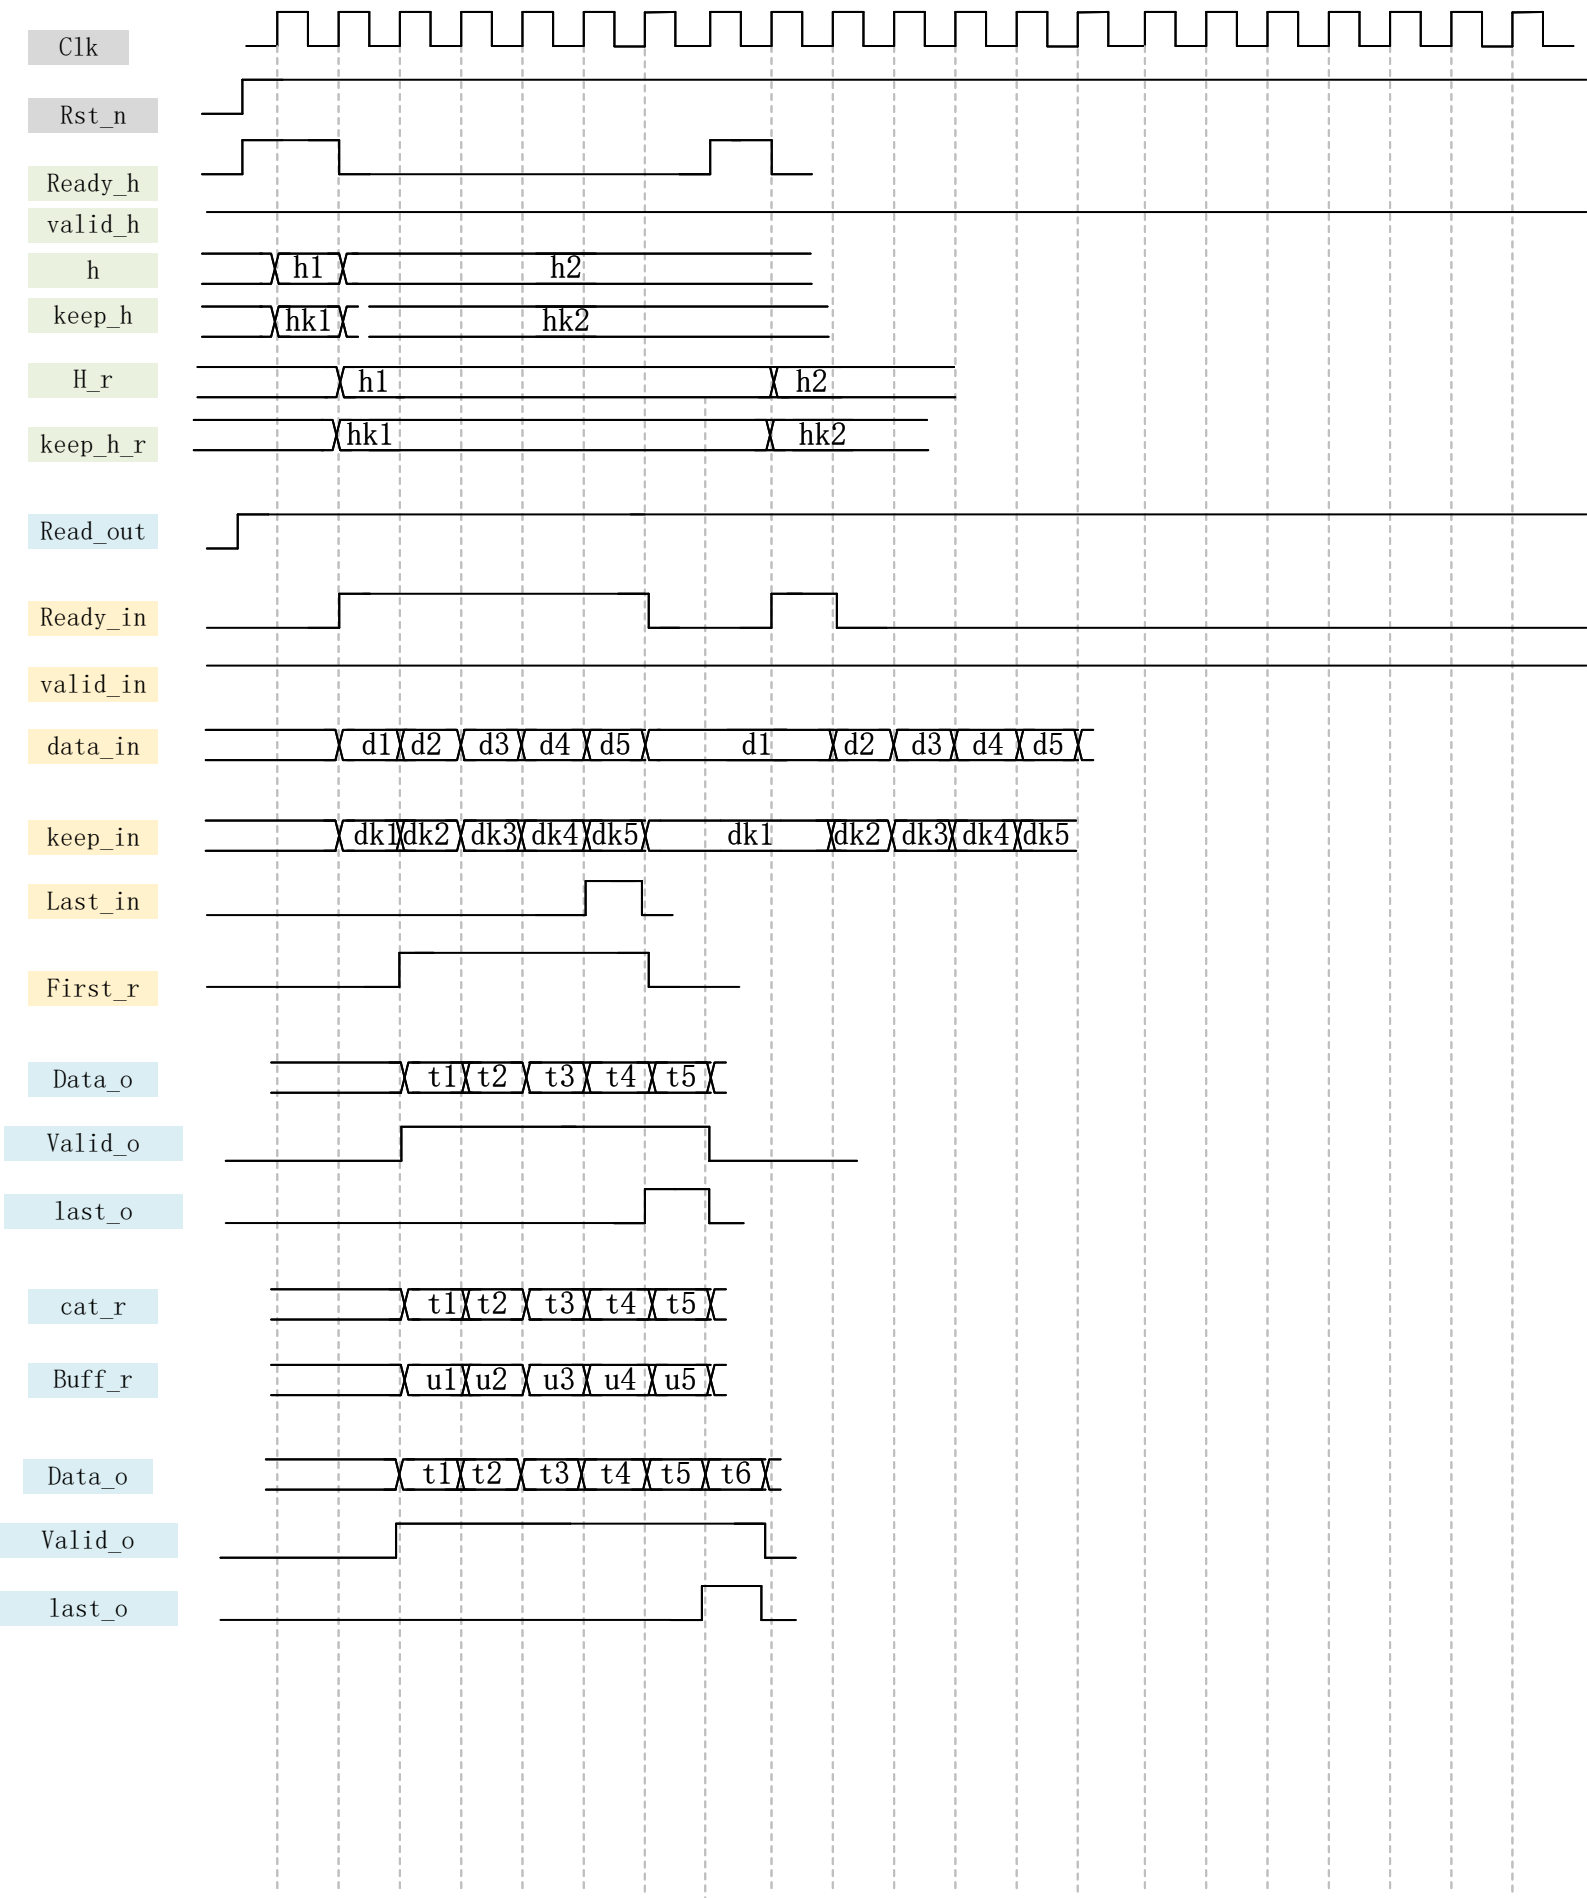 Clk
Rst_n
Ready_h
valid_h
h h1 h2
keep_h hk1 hk2
H_r h1 h2
keep_h_r hk1 hk2
Read_out
Ready_in
valid_in
data_in d1 d2 d3 d4 d5 d1 d2 d3 d4 d5
keep_in dk1 dk2 dk3 dk4 dk5 dk1 dk2 dk3 dk4 dk5
Last_in
First_r
Data_o t1 t2 t3 t4 t5
Valid_o
last_o
cat_r t1 t2 t3 t4 t5
Buff_r u1 u2 u3 u4 u5
Data_o t1 t2 t3 t4 t5 t6
Valid_o
last_o